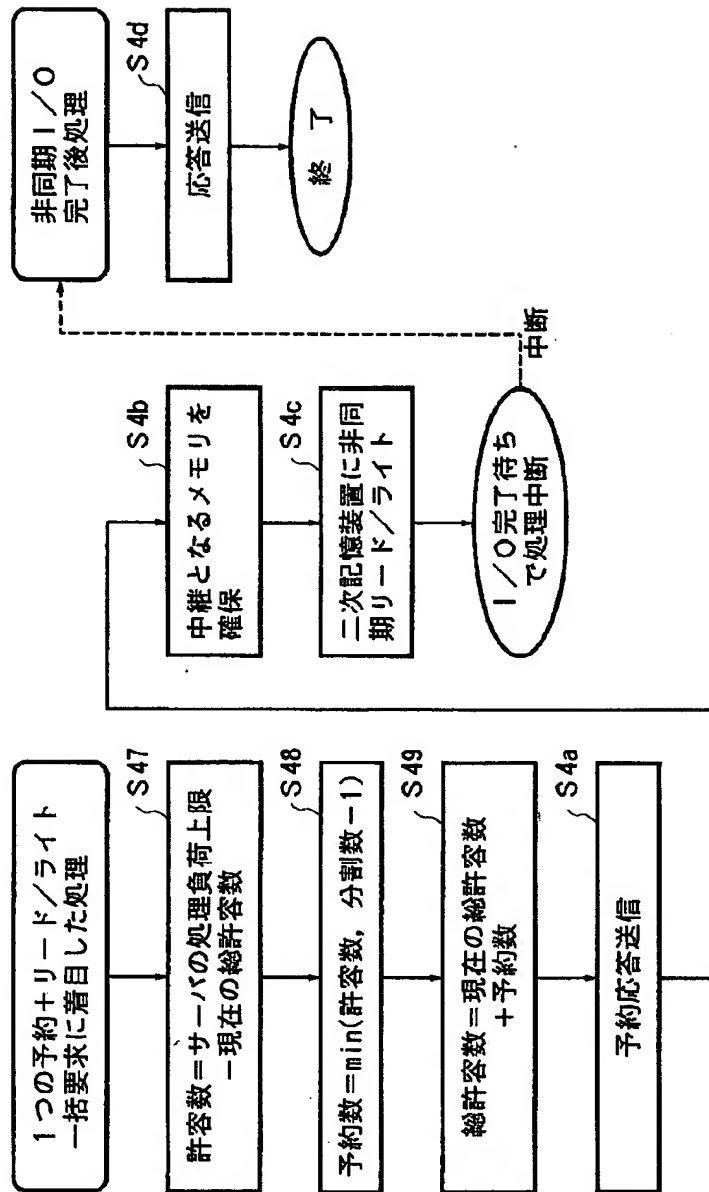 1つの予約+リード/ライト
一括要求に着目した処理
S47
許容数=サーバの処理負荷上限
-現在の総許容数
S48
予約数=min(許容数, 分割数-1)
S49
総許容数=現在の総許容数
+予約数
S4a
予約応答送信
S4b
中継となるメモリを
確保
S4c
二次記憶装置に非同
期リード/ライト
I/O完了待ち
で処理中断
中断
非同期I/O
完了後処理
S4d
応答送信
終了